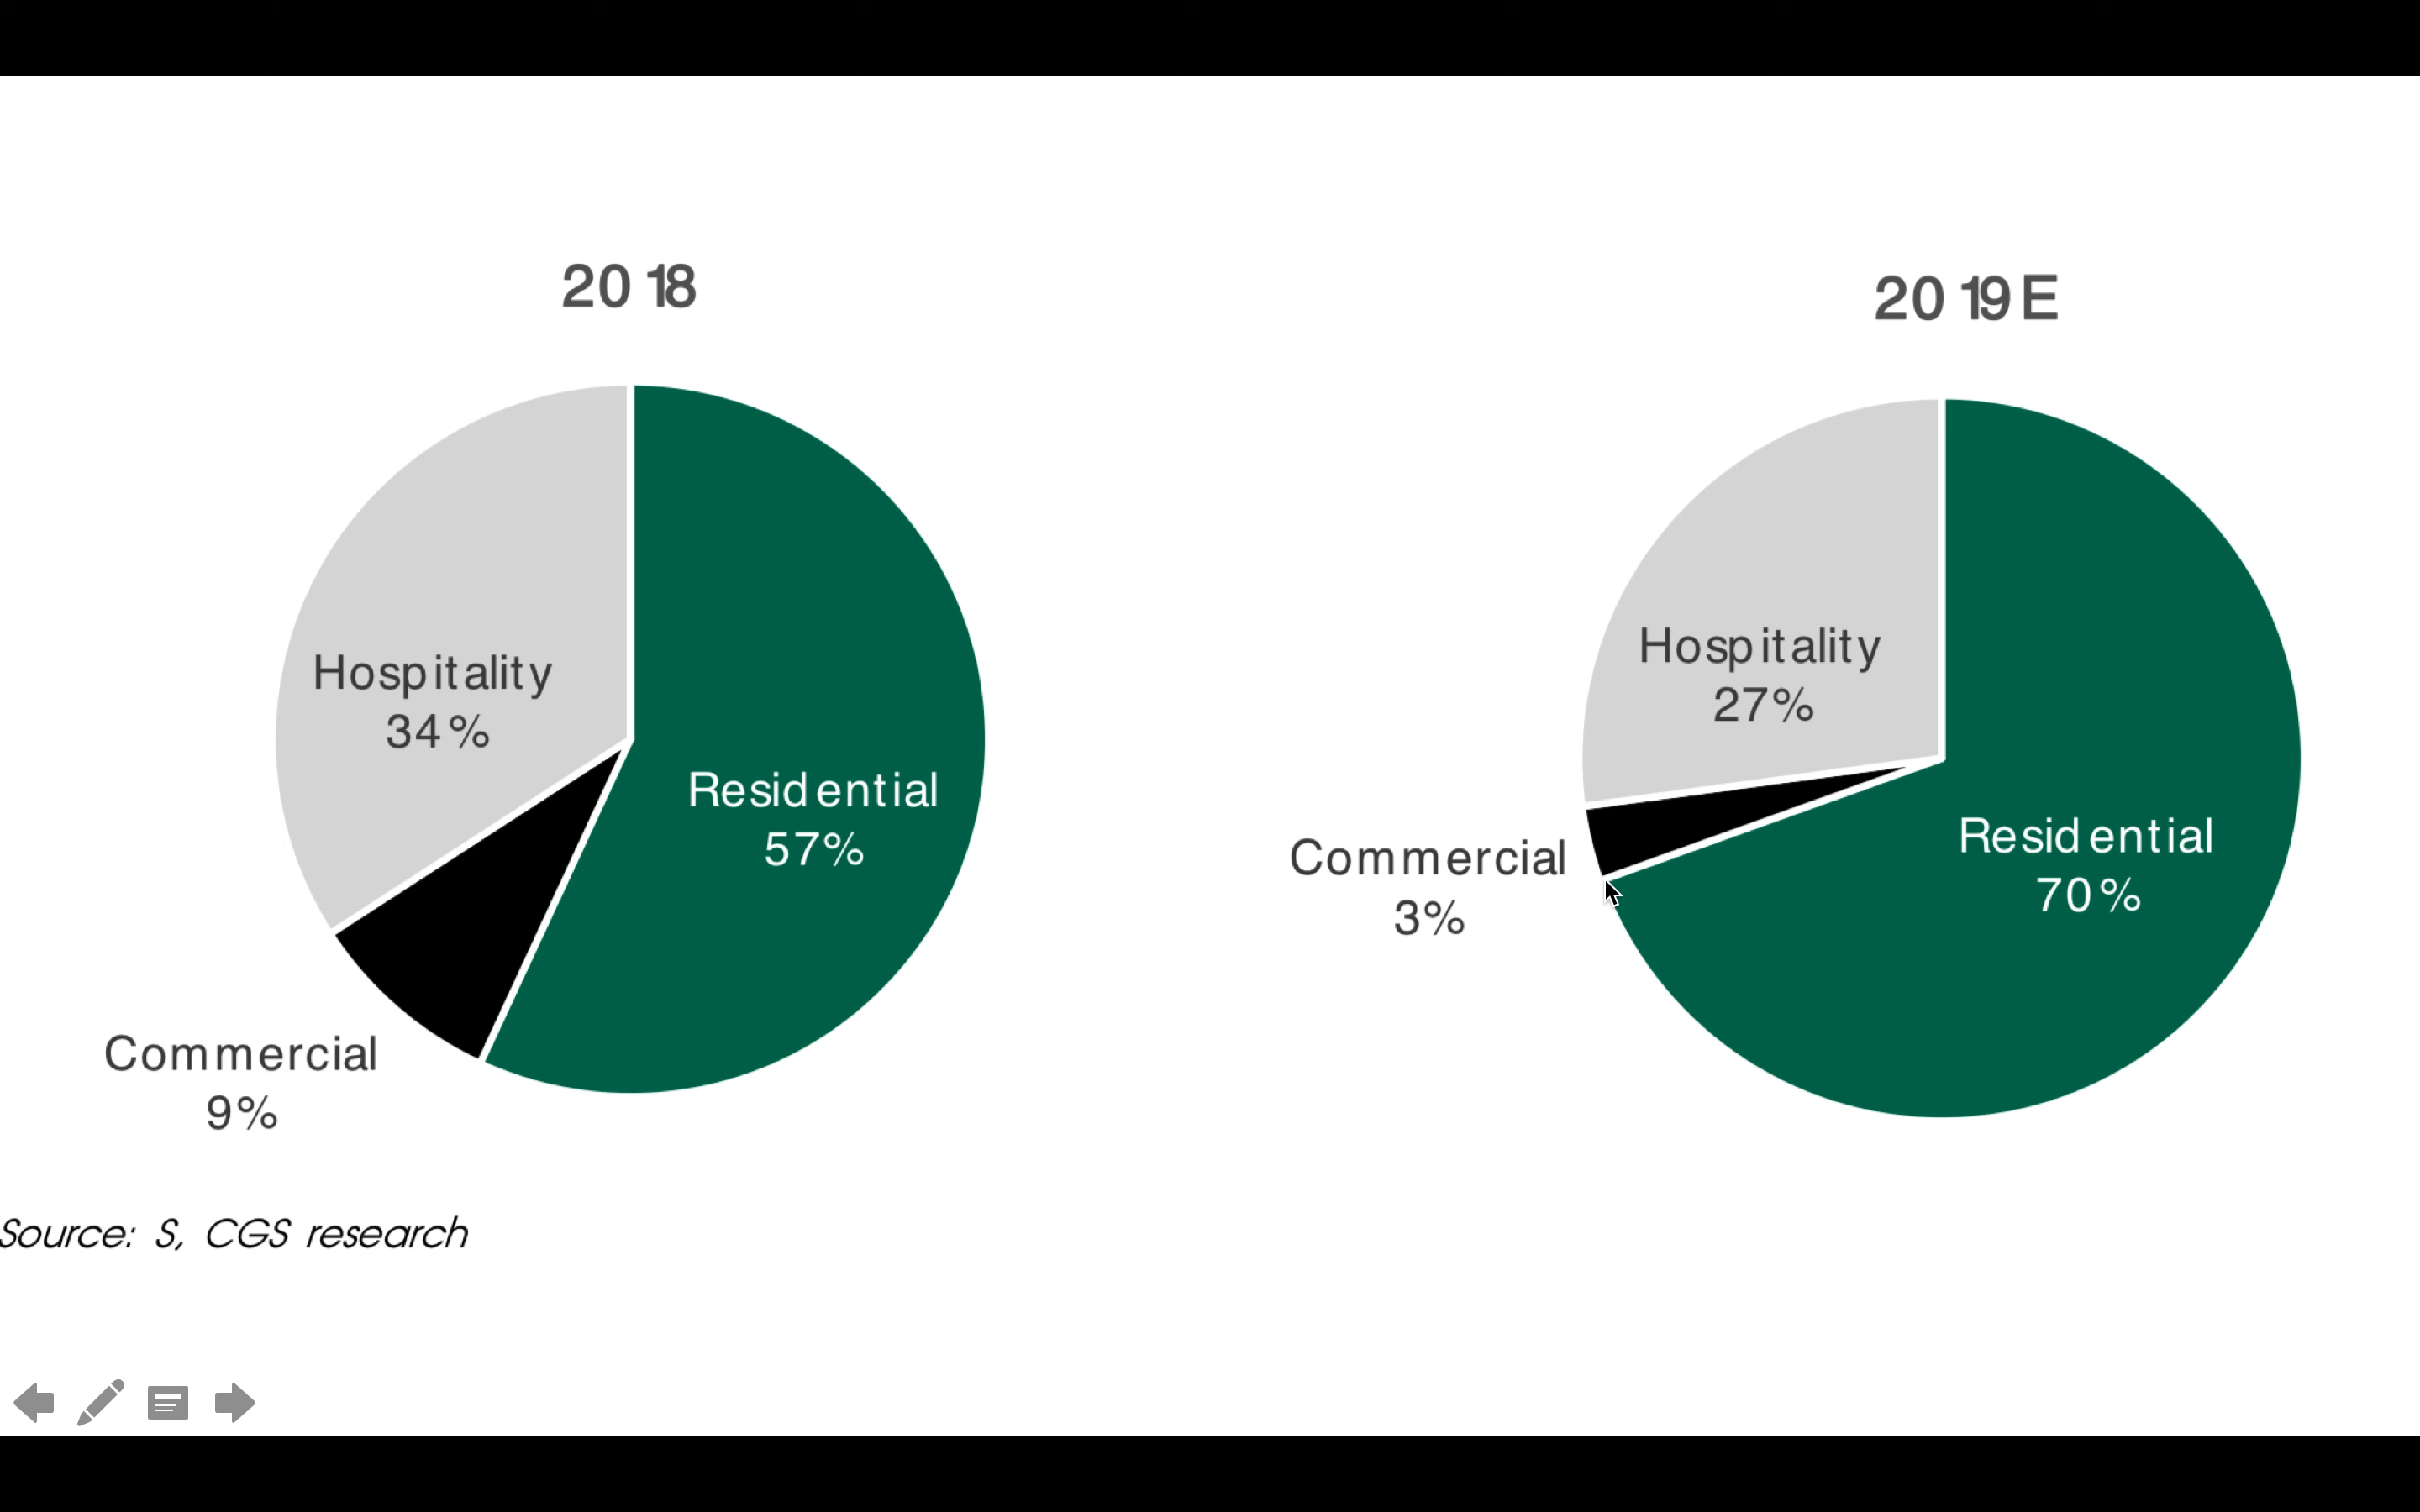 2018
Hospitality
34%
Residential
57%
Commercial
9%
2019E
Hospitality
27%
Commercial
3%
Residential
70%
Source: S, CGS research